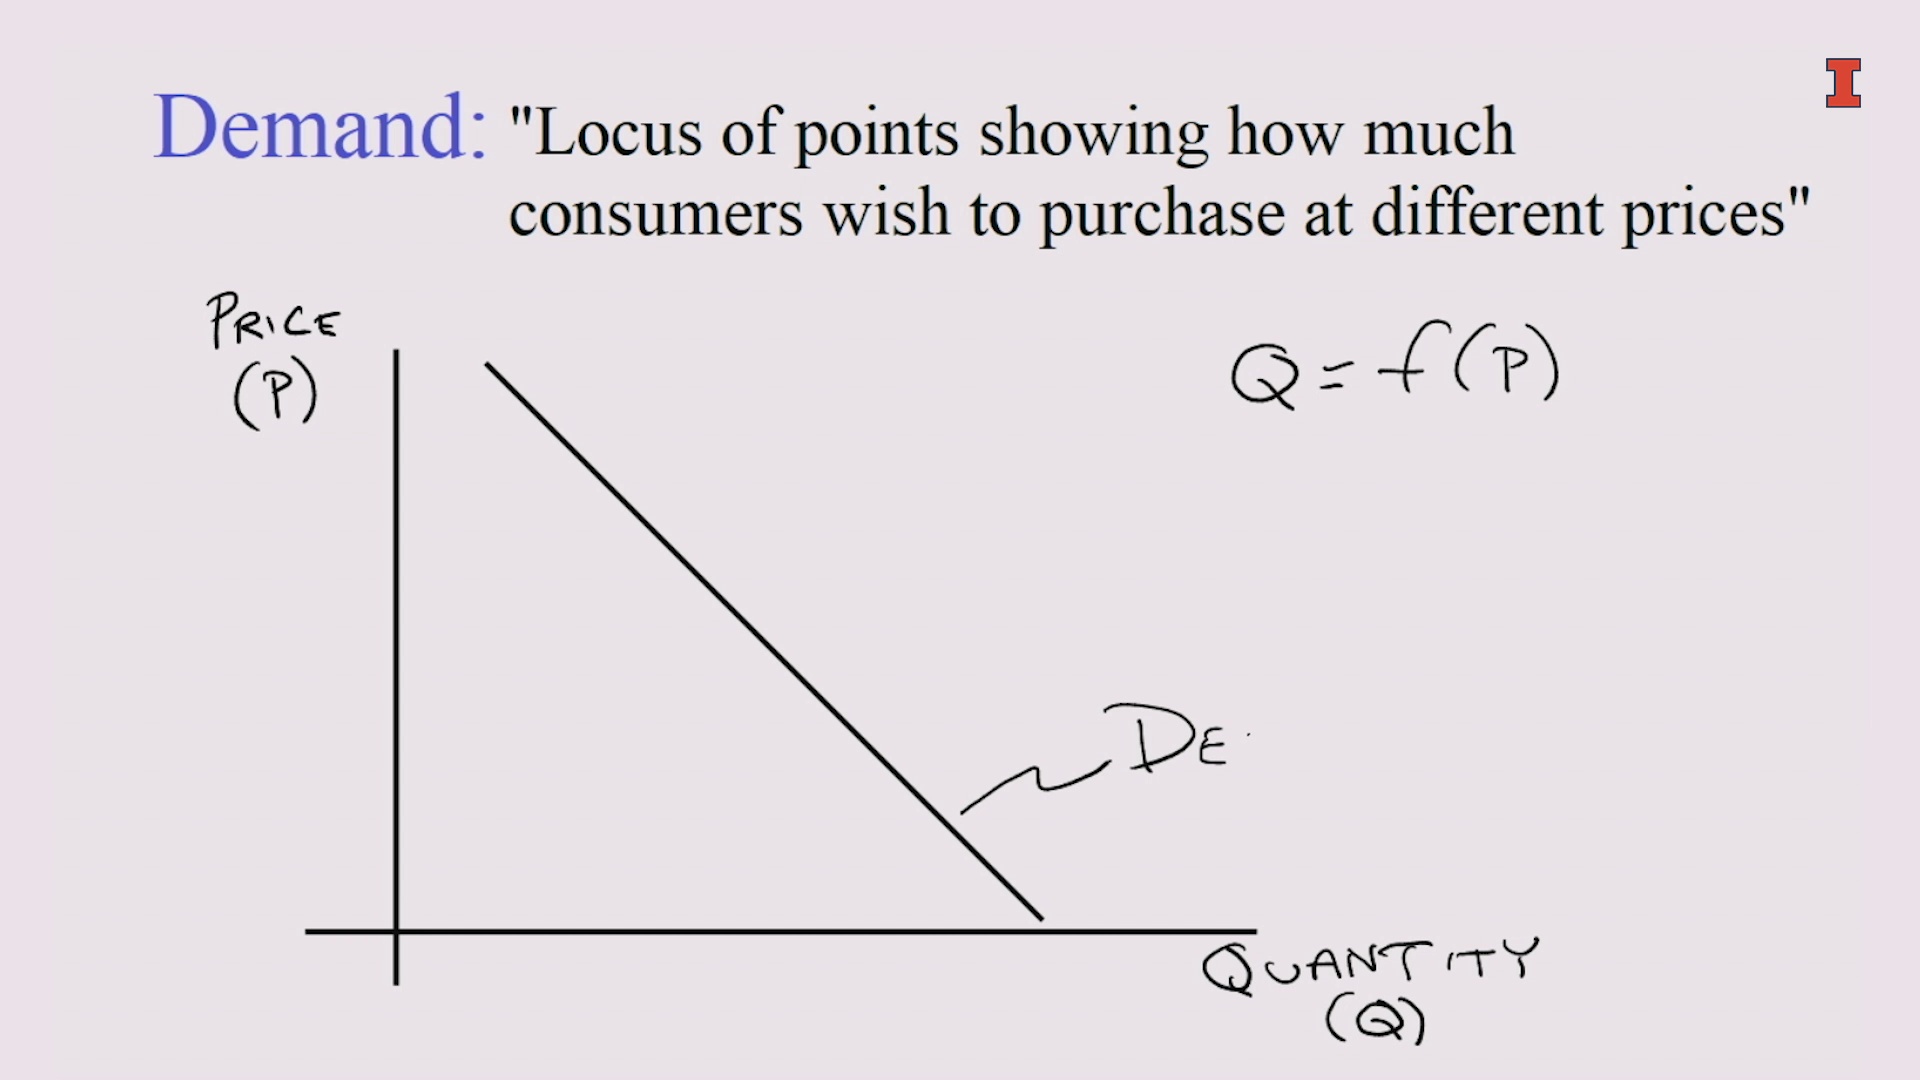 Demand: "Locus of points showing how much
consumers wish to purchase at different prices"
PRICE
(P)
Q = f(P)
DE
QUANTITY
(Q)
I